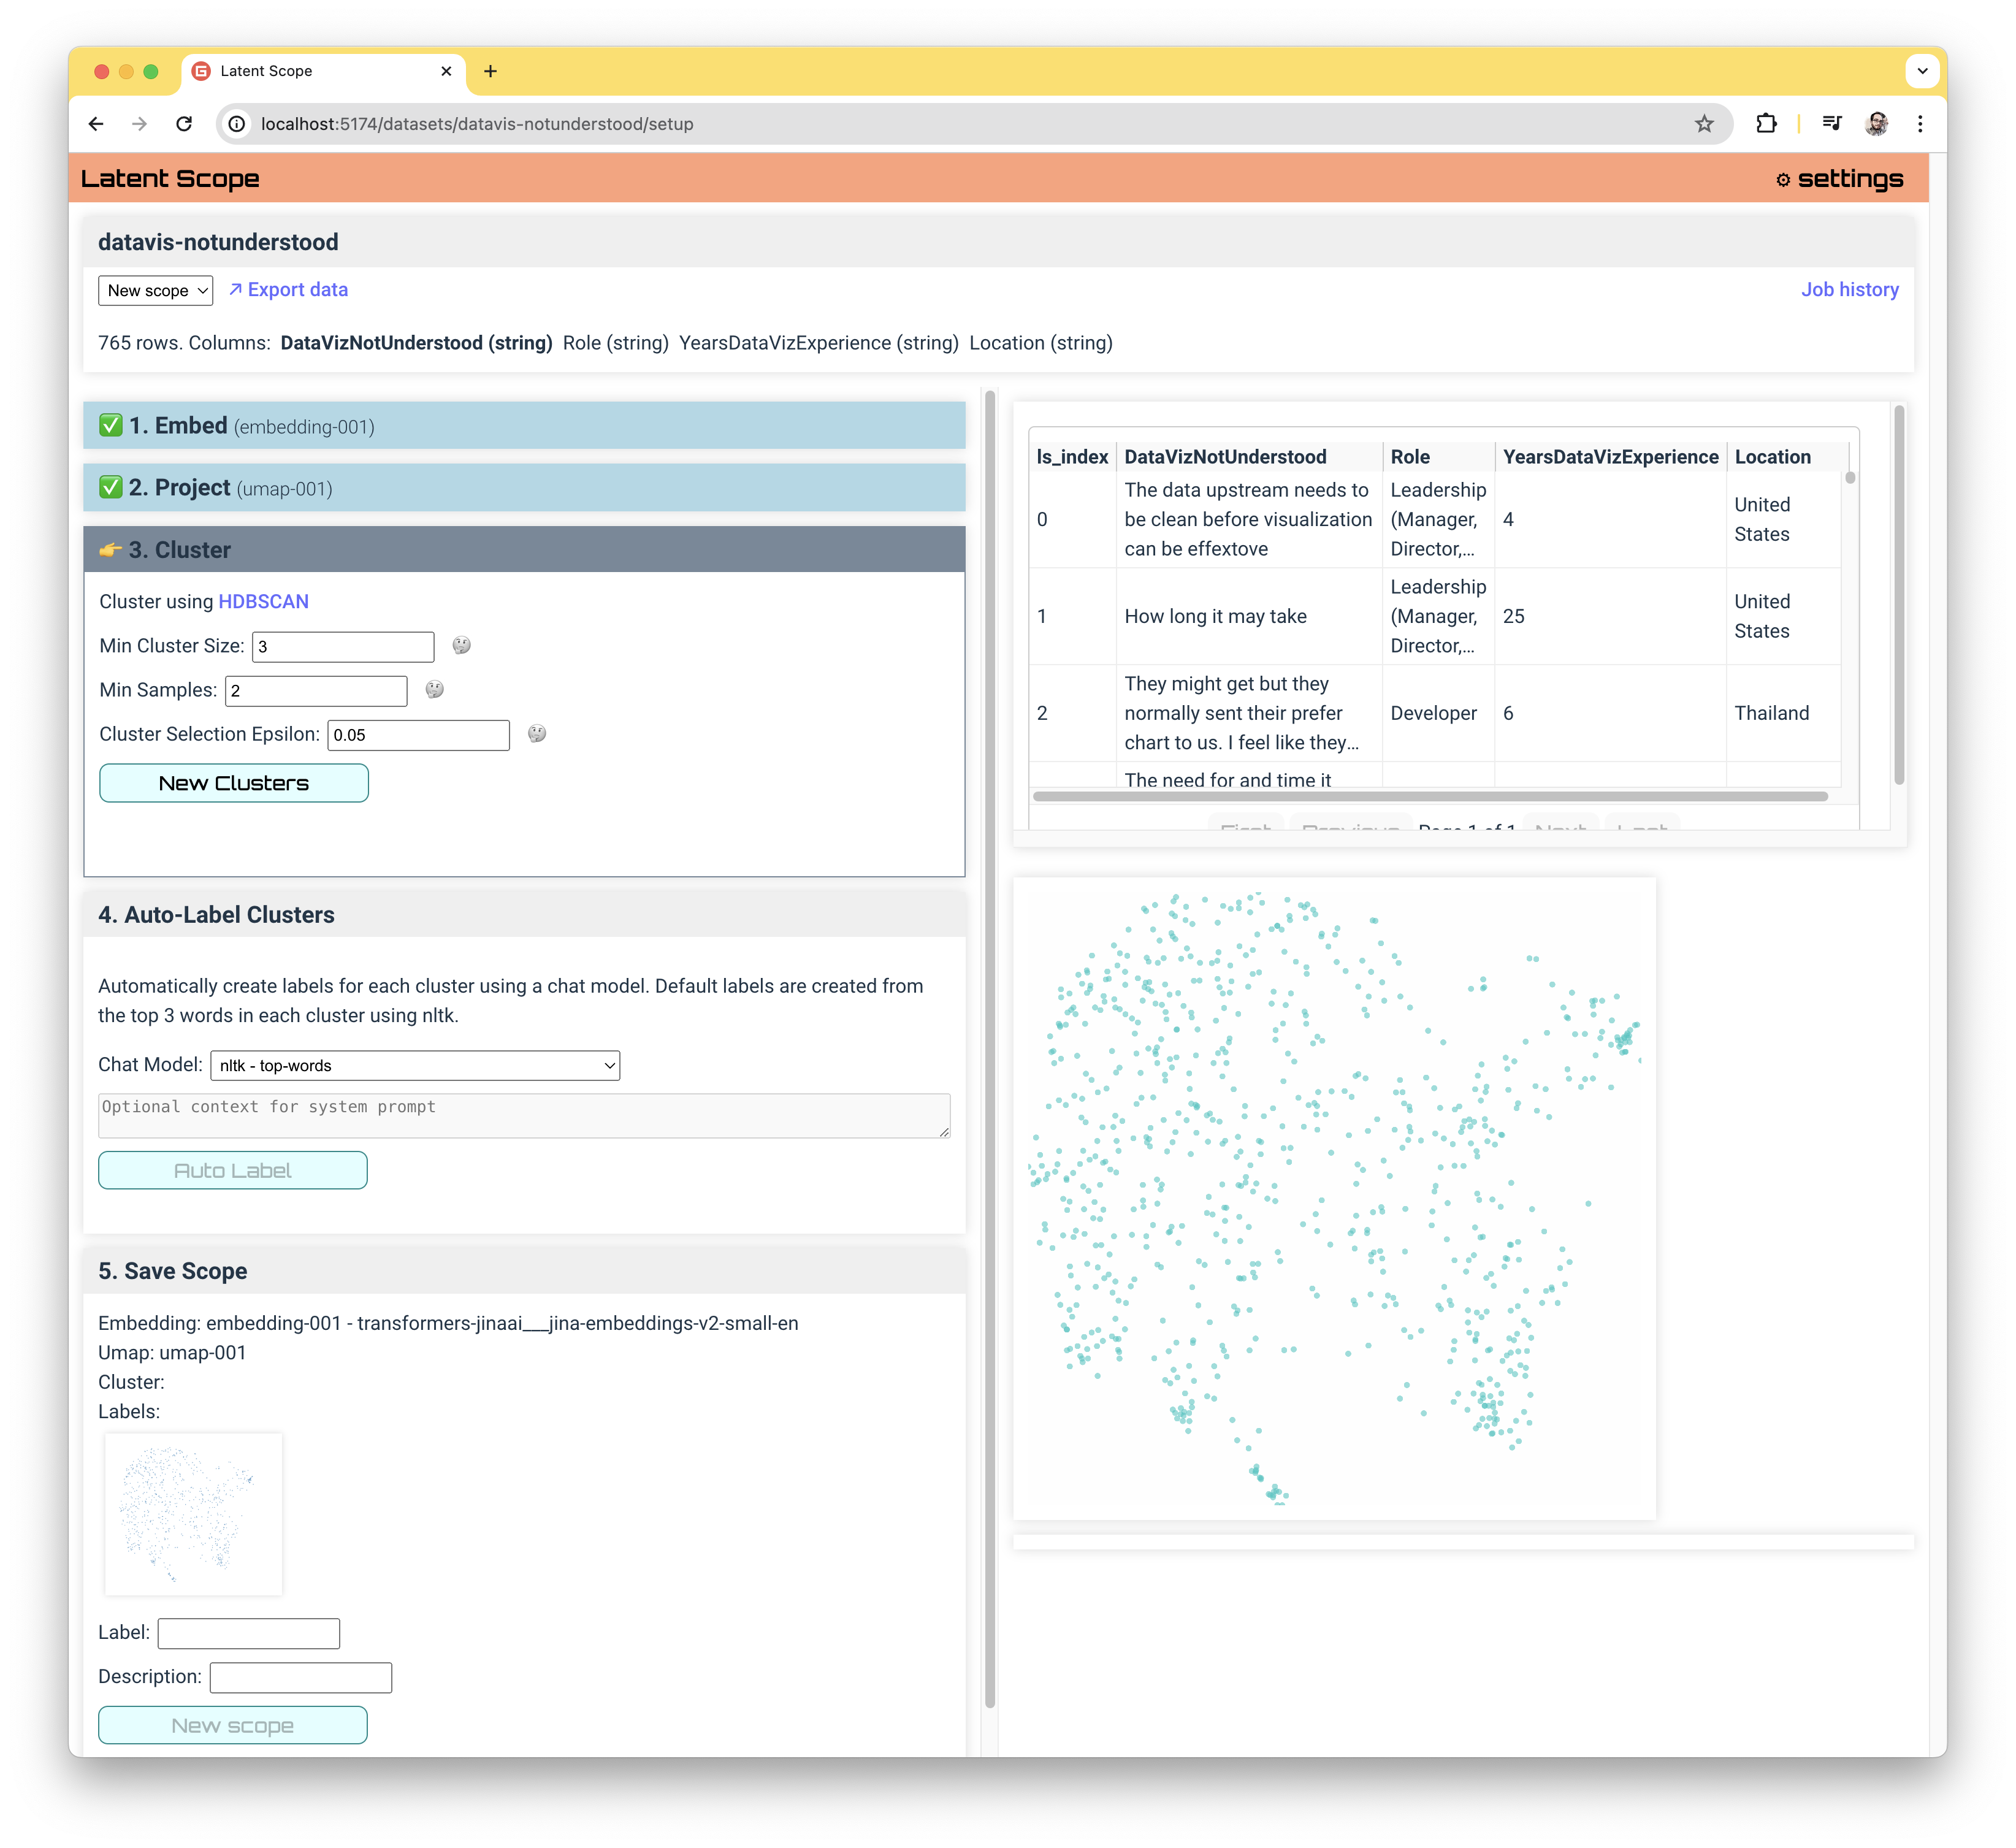 Latent Scope
localhost:5174/datasets/datavis-notunderstood/setup
Latent Scope
⚙ settings
datavis-notunderstood
New scope
↗ Export data
Job history
765 rows. Columns: DataVizNotUnderstood (string) Role (string) YearsDataVizExperience (string) Location (string)
✅ 1. Embed (embedding-001)
✅ 2. Project (umap-001)
👉 3. Cluster
Cluster using HDBSCAN
Min Cluster Size: 3
Min Samples: 2
Cluster Selection Epsilon: 0.05
New Clusters
4. Auto-Label Clusters
Automatically create labels for each cluster using a chat model. Default labels are created from
the top 3 words in each cluster using nltk.
Chat Model: nltk - top-words
Optional context for system prompt
Auto Label
5. Save Scope
Embedding: embedding-001 - transformers-jinaai___jina-embeddings-v2-small-en
Umap: umap-001
Cluster:
Labels:
Label:
Description:
New scope
ls_index DataVizNotUnderstood Role YearsDataVizExperience Location
0
The data upstream needs to
be clean before visualization
can be effextove
Leadership
(Manager,
Director,...
4
United
States
1
How long it may take
Leadership
(Manager,
Director,...
25
United
States
2
They might get but they
normally sent their prefer
chart to us. I feel like they...
Developer
6
Thailand
The need for and time it
First Previous Page 1 of 1 Next Last